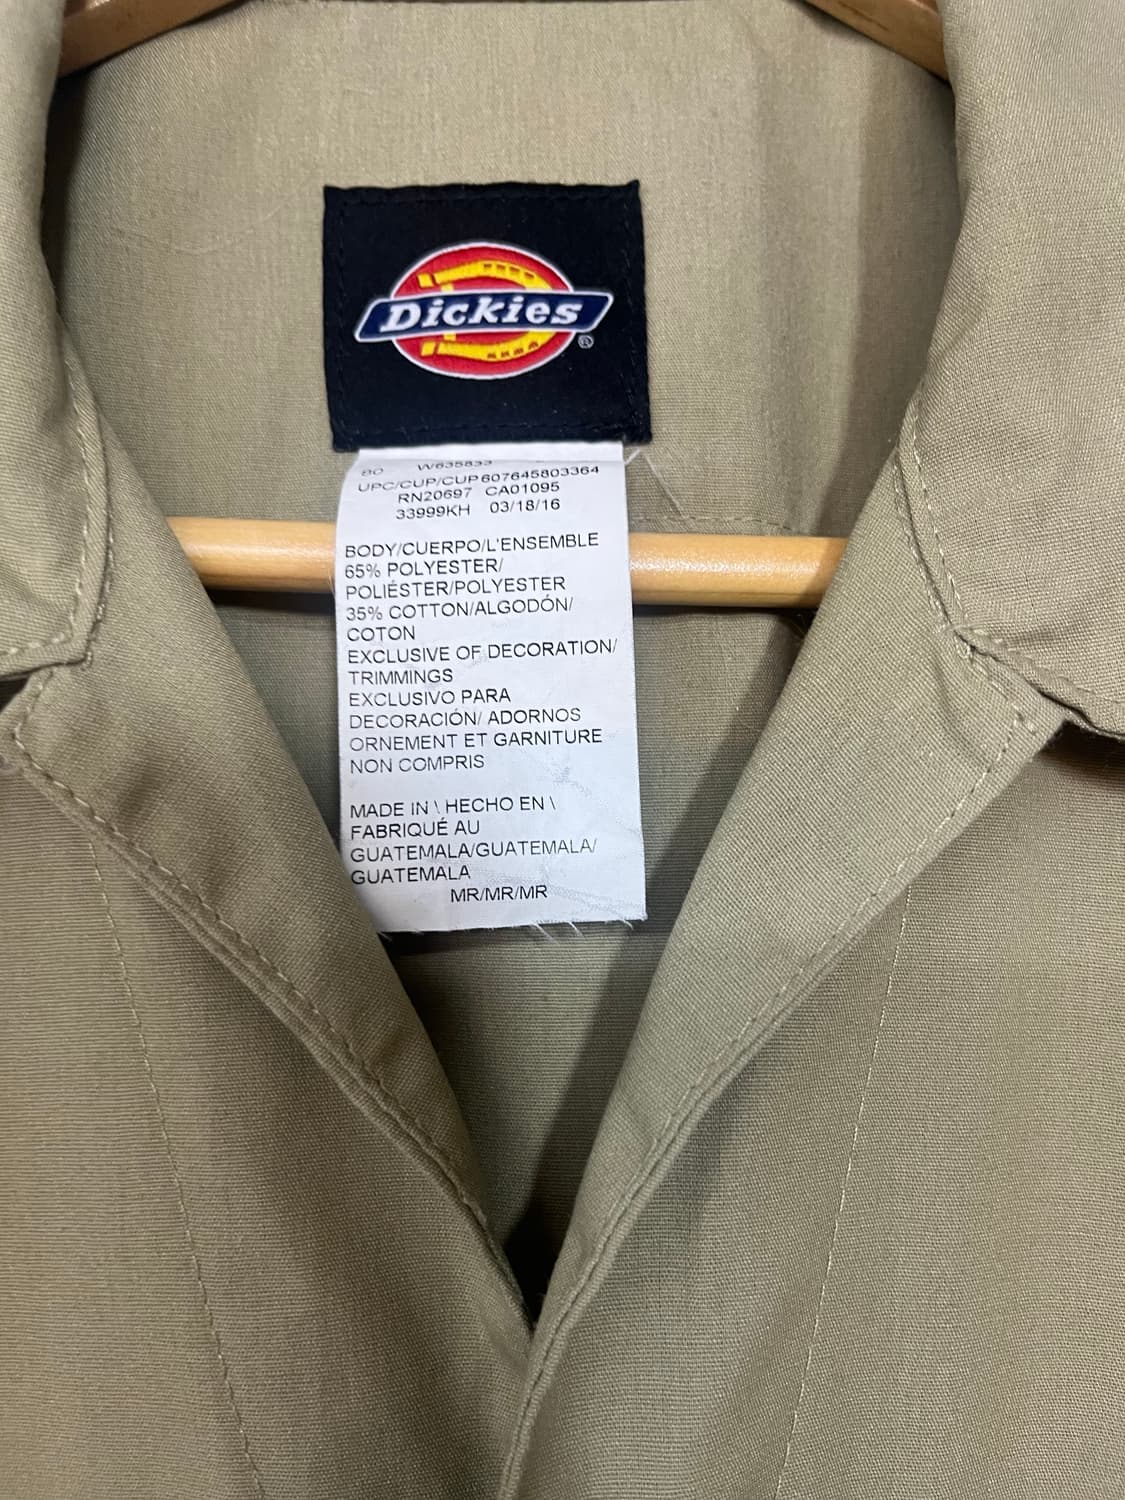 Dickies®
80 W635833
UPC/CUP/CUP 607645803364
RN20697 CA01095
33999KH 03/18/16
BODY/CUERPO/L'ENSEMBLE
65% POLYESTER/
POLIÉSTER/POLYESTER
35% COTTON/ALGODÓN/
COTON
EXCLUSIVE OF DECORATION/
TRIMMINGS
EXCLUSIVO PARA
DECORACIÓN/ ADORNOS
ORNEMENT ET GARNITURE
NON COMPRIS
MADE IN \ HECHO EN \
FABRIQUÉ AU
GUATEMALA/GUATEMALA/
GUATEMALA
MR/MR/MR